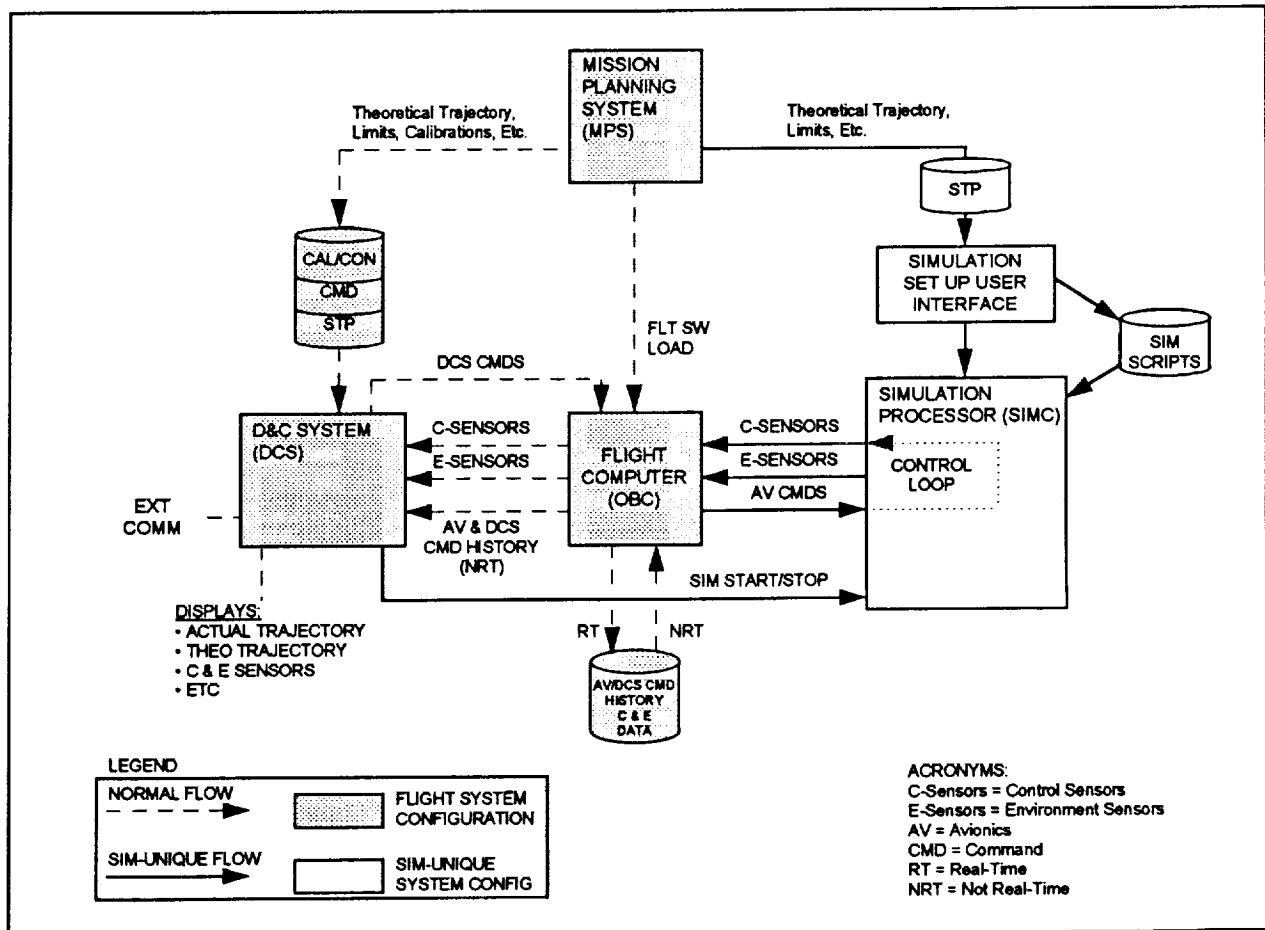 MISSION
PLANNING
SYSTEM
(MPS)
Theoretical Trajectory,
Limits, Calibrations, Etc.
Theoretical Trajectory,
Limits, Etc.
STP
CAL/CON
CMD
STP
SIMULATION
SET UP USER
INTERFACE
SIM
SCRIPTS
FLT SW
LOAD
DCS CMDS
D&C SYSTEM
(DCS)
C-SENSORS
E-SENSORS
AV & DCS
CMD HISTORY
(NRT)
FLIGHT
COMPUTER
(OBC)
C-SENSORS
E-SENSORS
AV CMDS
SIMULATION
PROCESSOR (SIMC)
CONTROL
LOOP
EXT
COMM
SIM START/STOP
DISPLAYS:
• ACTUAL TRAJECTORY
• THEO TRAJECTORY
• C & E SENSORS
• ETC
RT
NRT
AV/DCS CMD
HISTORY
C & E
DATA
LEGEND
NORMAL FLOW
FLIGHT SYSTEM
CONFIGURATION
SIM-UNIQUE FLOW
SIM-UNIQUE
SYSTEM CONFIG
ACRONYMS:
C-Sensors = Control Sensors
E-Sensors = Environment Sensors
AV = Avionics
CMD = Command
RT = Real-Time
NRT = Not Real-Time